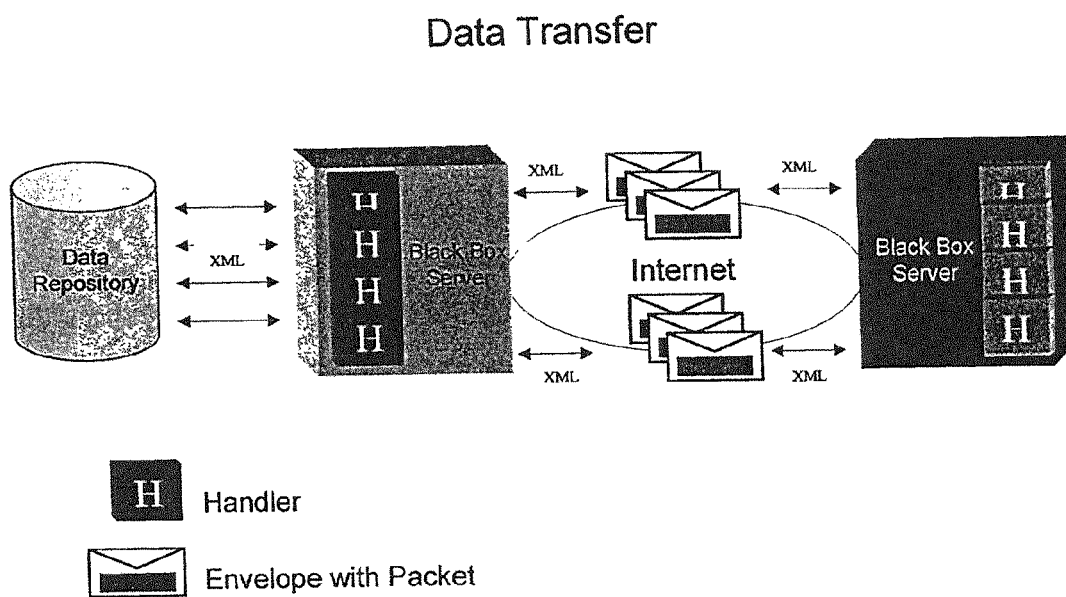 Data Transfer
Data
Repository
XML
H
H
H
H
Black Box
Server
XML
XML
Internet
XML
XML
Black Box
Server
H
H
H
H
H Handler
Envelope with Packet